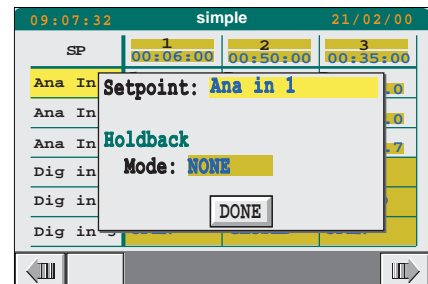 09:07:32 simple 21/02/00
SP 1 2 3
00:06:00 00:50:00 00:35:00
Ana In
Setpoint: Ana in 1
.0
Ana In
.0
Ana In
Holdback
.7
Mode: NONE
Dig in
Dig in
DONE
Dig in